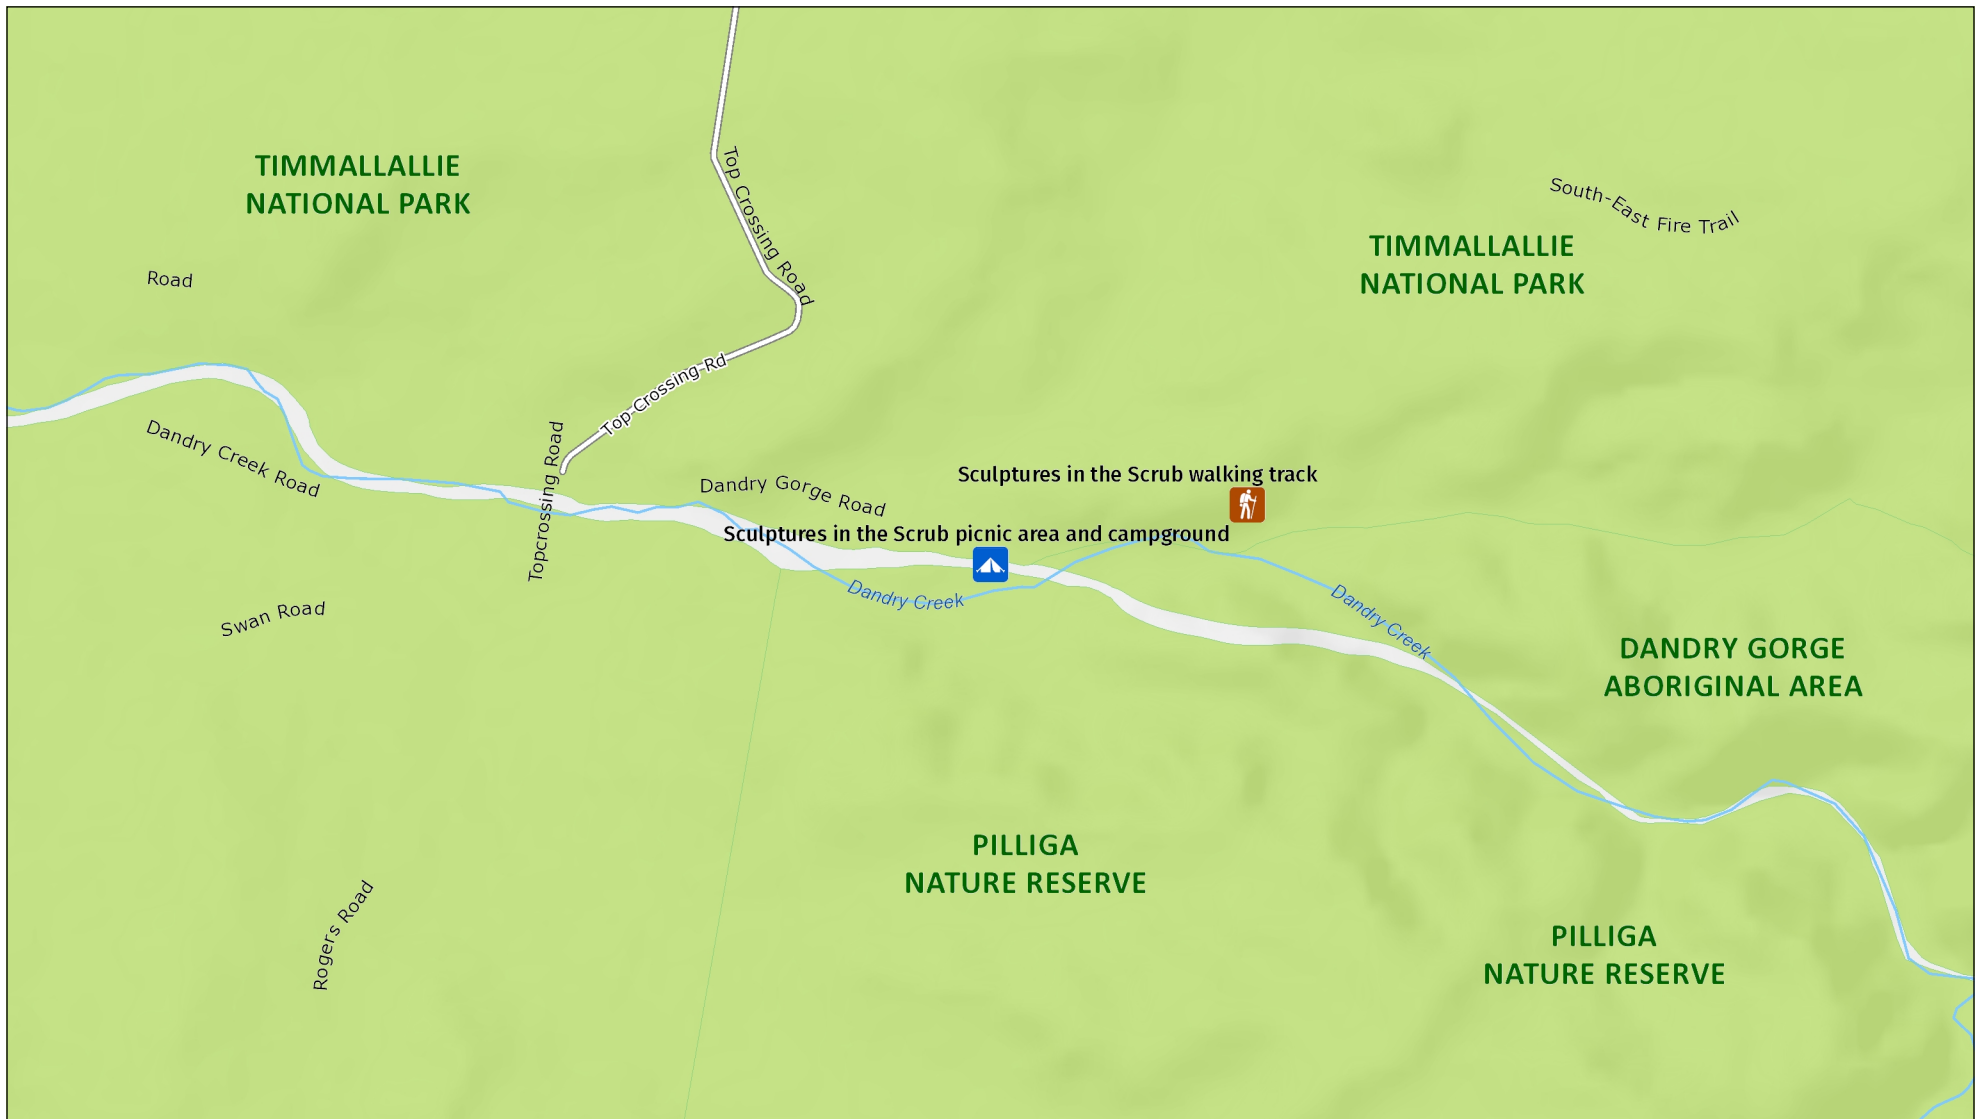 TIMMALLALLIE
NATIONAL PARK
Top Crossing Road
South-East Fire Trail
TIMMALLALLIE
NATIONAL PARK
Road
Top-Crossing-Rd
Dandry Creek Road
Topcrossing Road
Dandry Gorge Road
Sculptures in the Scrub walking track
Sculptures in the Scrub picnic area and campground
Dandry Creek
Dandry Creek
Swan Road
DANDRY GORGE
ABORIGINAL AREA
PILLIGA
NATURE RESERVE
Rogers Road
PILLIGA
NATURE RESERVE